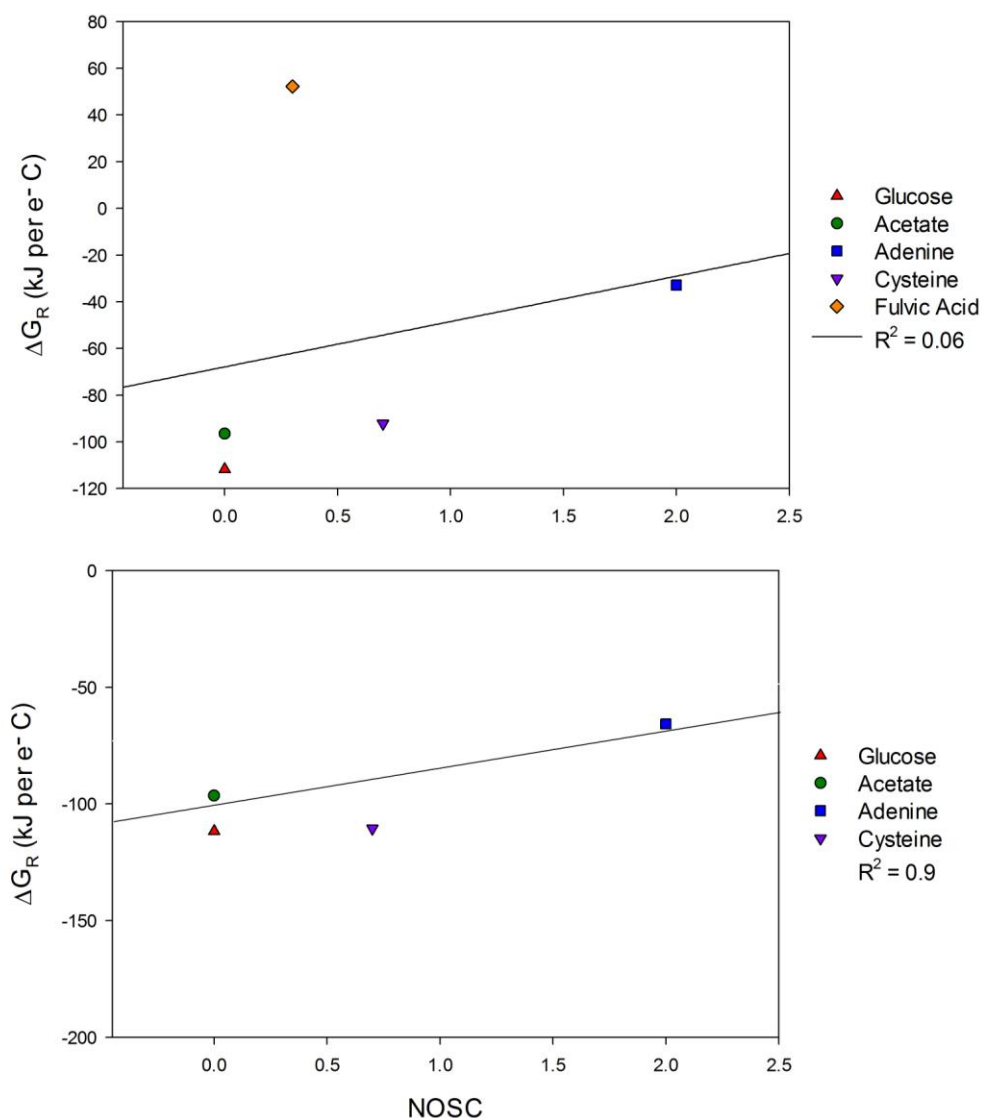 80
60
40
20
0
-20
-40
-60
-80
-100
-120
ΔG_R (kJ per e⁻ C)
0.0 0.5 1.0 1.5 2.0 2.5
Glucose
Acetate
Adenine
Cysteine
Fulvic Acid
R² = 0.06
0
-50
-100
-150
-200
ΔG_R (kJ per e⁻ C)
0.0 0.5 1.0 1.5 2.0 2.5
NOSC
Glucose
Acetate
Adenine
Cysteine
R² = 0.9